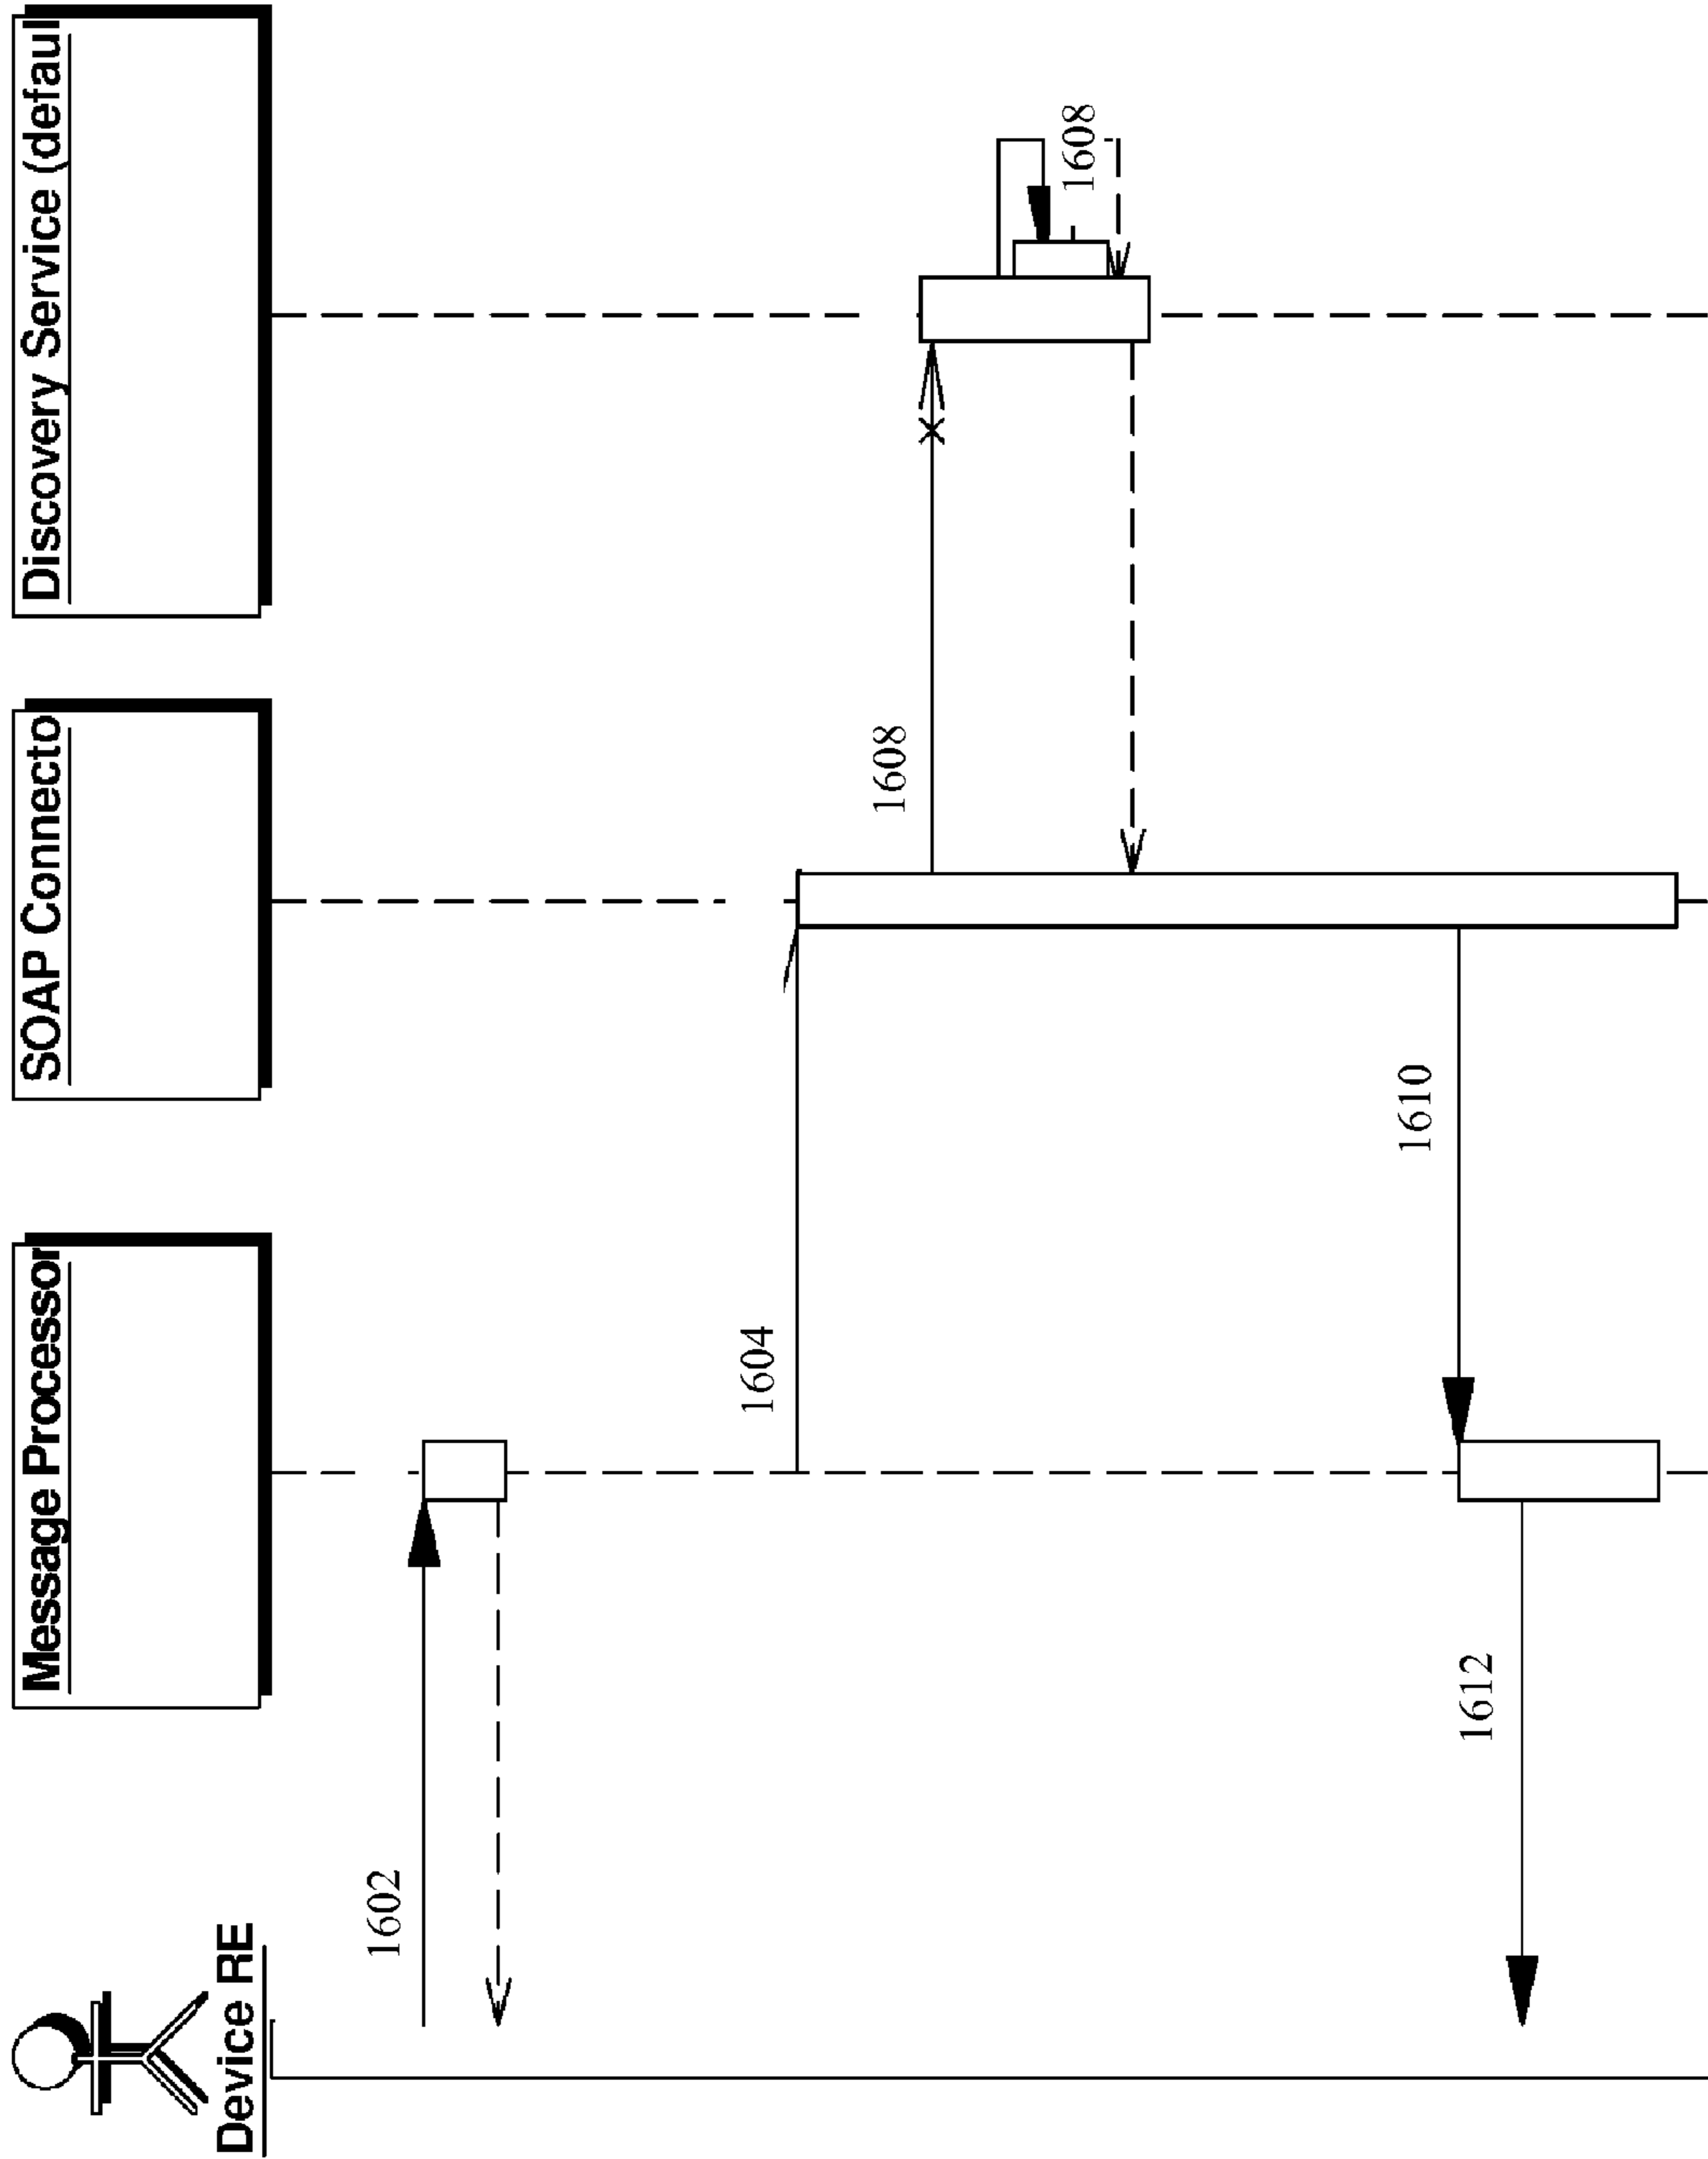 Device RE
Message Processor
SOAP Connecto
Discovery Service (defaul
1602
1604
1608
1608
1610
1612